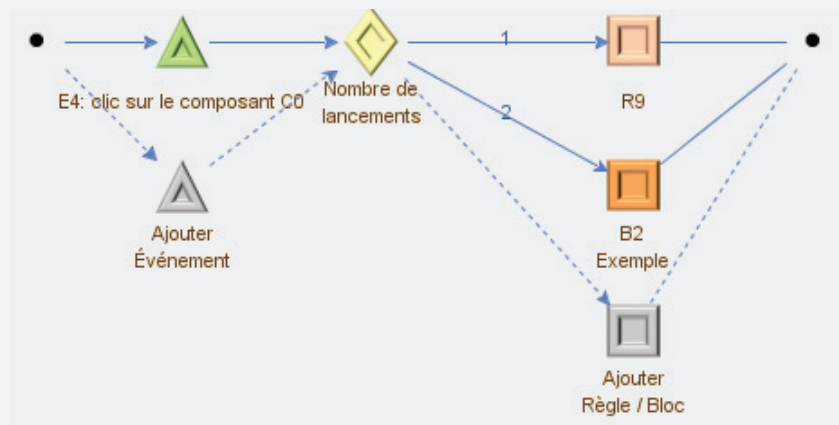 1
E4: clic sur le composant C0
Nombre de
lancements
R9
2
Ajouter
Événement
B2
Exemple
Ajouter
Règle / Bloc